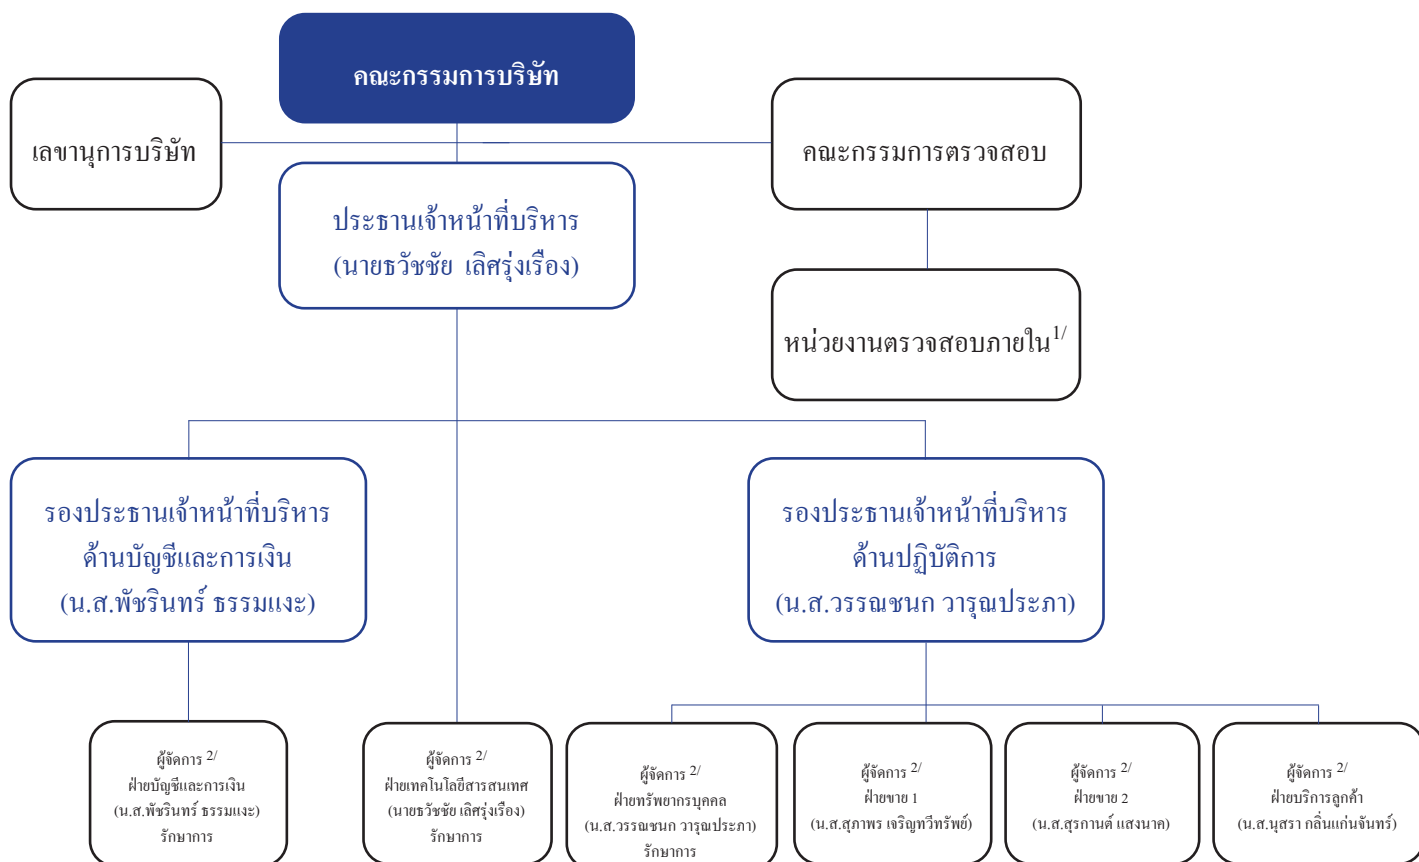 คณะกรรมการบริษัท
เลขานุการบริษัท
คณะกรรมการตรวจสอบ
ประธานเจ้าหน้าที่บริหาร
(นายธวัชชัย เลิศรุ่งเรือง)
หน่วยงานตรวจสอบภายใน 1/
รองประธานเจ้าหน้าที่บริหาร
ด้านบัญชีและการเงิน
(น.ส.พัชรินทร์ ธรรมแงะ)
รองประธานเจ้าหน้าที่บริหาร
ด้านปฏิบัติการ
(น.ส.วรรณชนก วารุณประภา)
ผู้จัดการ 2/
ฝ่ายบัญชีและการเงิน
(น.ส.พัชรินทร์ ธรรมแงะ)
รักษาการ
ผู้จัดการ 2/
ฝ่ายเทคโนโลยีสารสนเทศ
(นายธวัชชัย เลิศรุ่งเรือง)
รักษาการ
ผู้จัดการ 2/
ฝ่ายทรัพยากรบุคคล
(น.ส.วรรณชนก วารุณประภา)
รักษาการ
ผู้จัดการ 2/
ฝ่ายขาย 1
(น.ส.สุภาพร เจริญทวีทรัพย์)
ผู้จัดการ 2/
ฝ่ายขาย 2
(น.ส.สุรกานต์ แสงนาค)
ผู้จัดการ 2/
ฝ่ายบริการลูกค้า
(น.ส.นุสรา กลิ่นแก่นจันทร์)